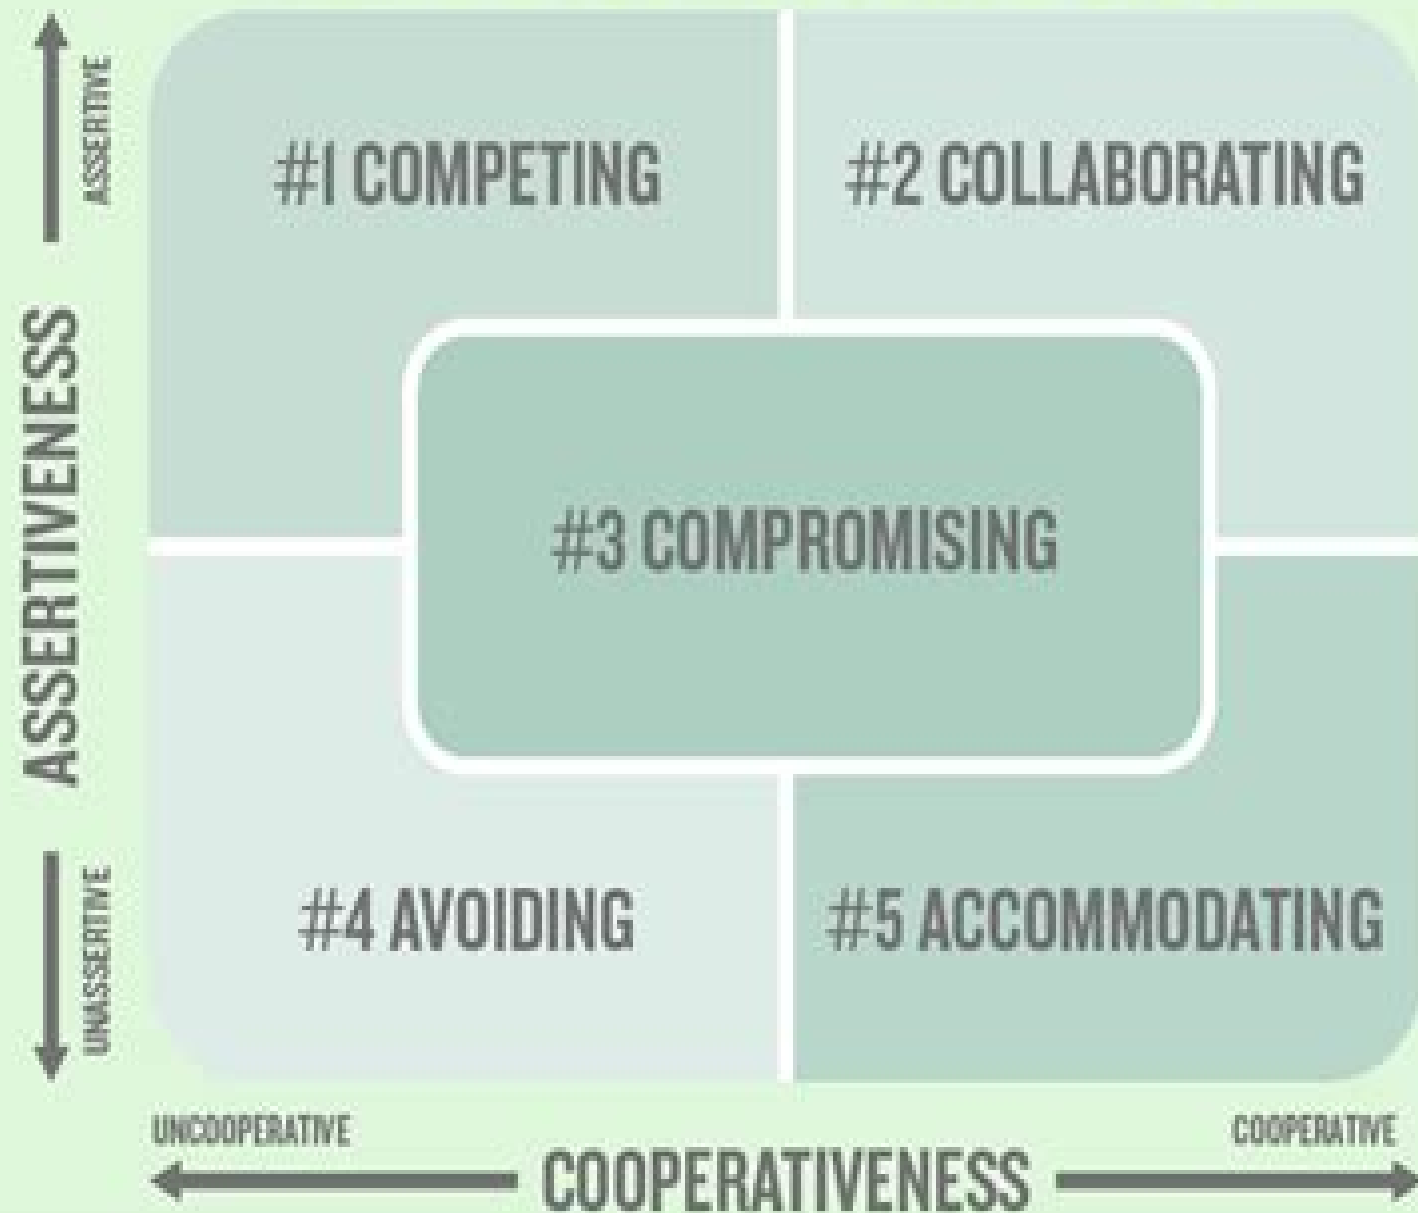 ASSERTIVE
ASSERTIVENESS
UNASSERTIVE
#1 COMPETING
#2 COLLABORATING
#3 COMPROMISING
#4 AVOIDING
#5 ACCOMMODATING
UNCOOPERATIVE
COOPERATIVE
COOPERATIVENESS